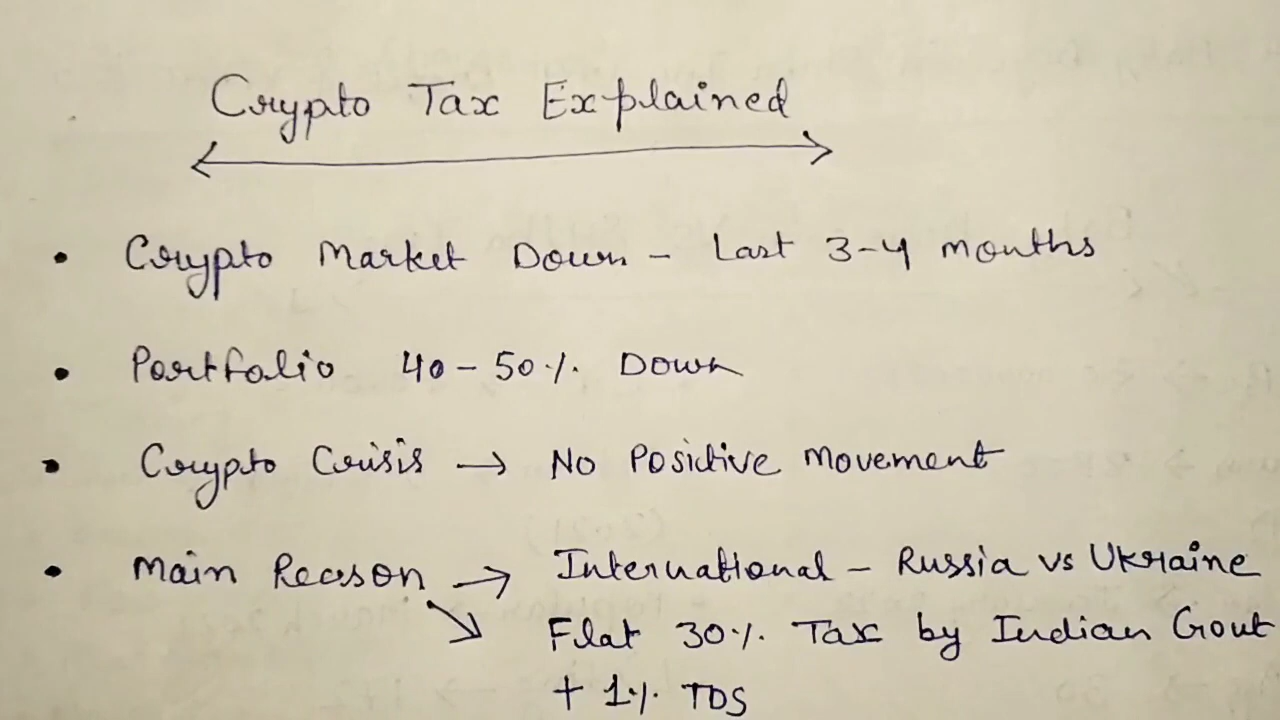 Crypto Tax Explained
• Crypto Market Down - Last 3-4 months
• Portfolio 40-50% Down
• Crypto Crisis → No Positive Movement
• Main Reason → International - Russia vs Ukraine
↘ Flat 30% Tax by Indian Govt
+ 1% TDS